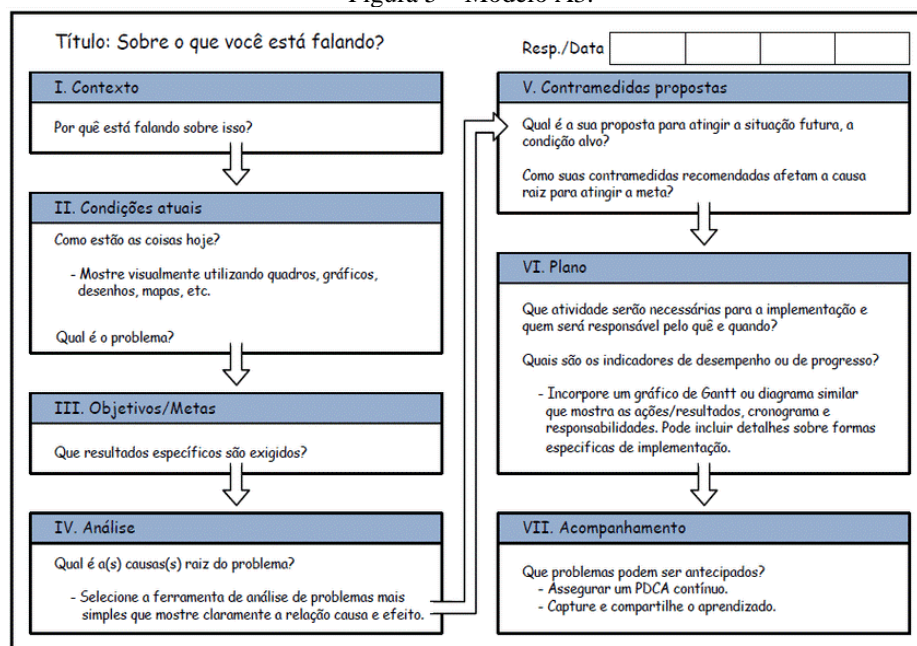 Figura 3 – Modelo A3.
Título: Sobre o que você está falando?
Resp./Data
I. Contexto
Por quê está falando sobre isso?
II. Condições atuais
Como estão as coisas hoje?
- Mostre visualmente utilizando quadros, gráficos,
desenhos, mapas, etc.
Qual é o problema?
III. Objetivos/Metas
Que resultados específicos são exigidos?
IV. Análise
Qual é a(s) causas(s) raiz do problema?
- Selecione a ferramenta de análise de problemas mais
simples que mostre claramente a relação causa e efeito.
V. Contramedidas propostas
Qual é a sua proposta para atingir a situação futura, a
condição alvo?
Como suas contramedidas recomendadas afetam a causa
raiz para atingir a meta?
VI. Plano
Que atividade serão necessárias para a implementação e
quem será responsável pelo quê e quando?
Quais são os indicadores de desempenho ou de progresso?
- Incorpore um gráfico de Gantt ou diagrama similar
que mostra as ações/resultados, cronograma e
responsabilidades. Pode incluir detalhes sobre formas
especificas de implementação.
VII. Acompanhamento
Que problemas podem ser antecipados?
- Assegurar um PDCA contínuo.
- Capture e compartilhe o aprendizado.